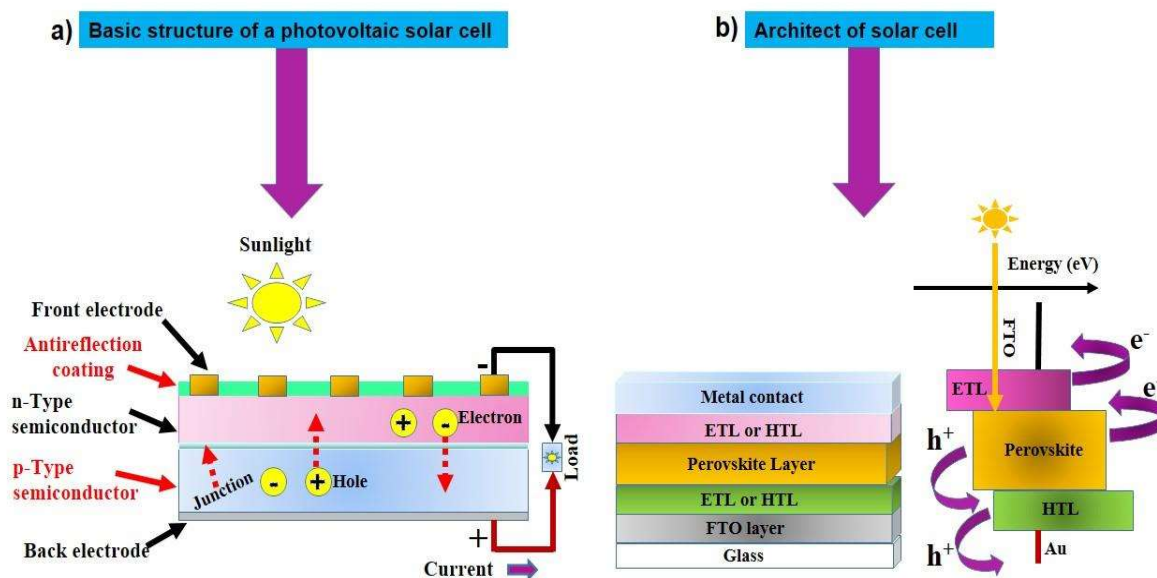 a)
Basic structure of a photovoltaic solar cell
Sunlight
Front electrode
Antireflection
coating
n-Type
semiconductor
p-Type
semiconductor
Back electrode
-
+
-
Electron
Junction
-
+
Hole
Load
+
Current
b)
Architect of solar cell
Metal contact
ETL or HTL
Perovskite Layer
ETL or HTL
FTO layer
Glass
Energy (eV)
FTO
e-
ETL
e
Perovskite
h+
HTL
h+
Au